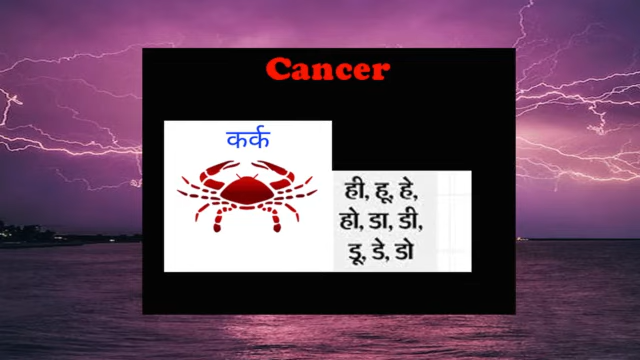 Cancer
कर्क
ही, हू, हे,
हो, डा, डी,
डू, डे, डो